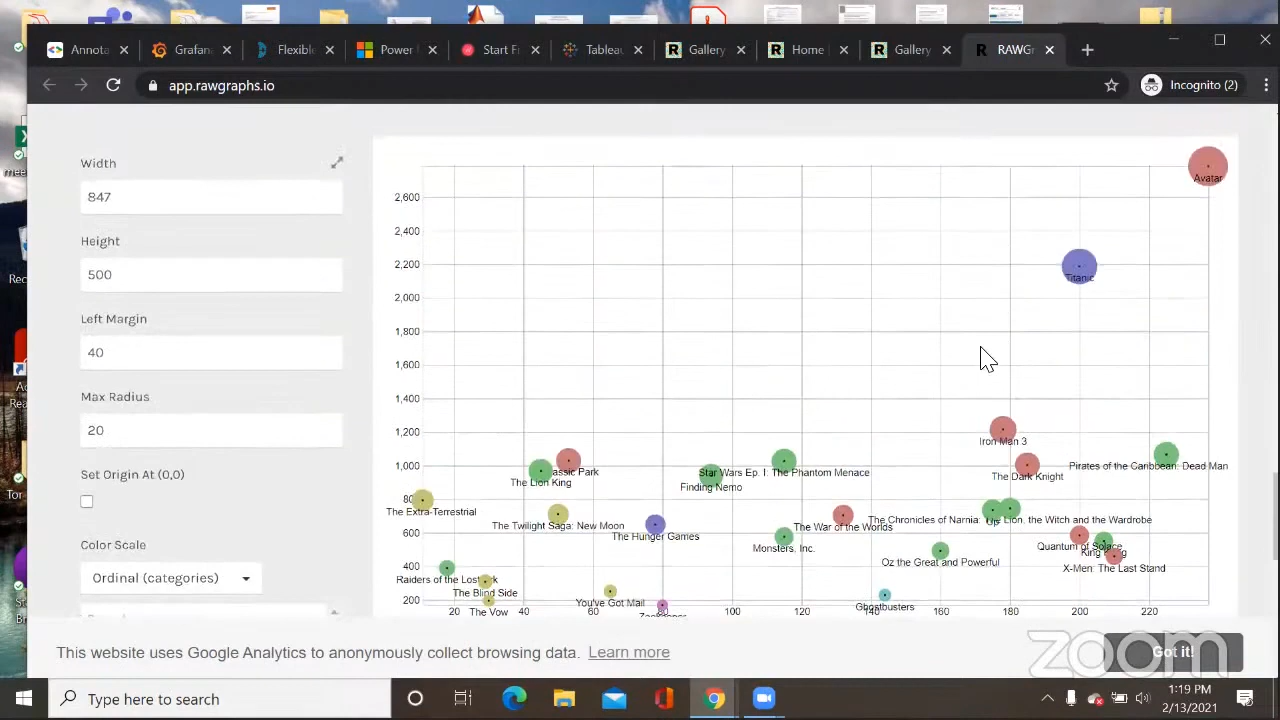 Annota
Grafan
Flexible
Power
Start Fr
Tableau
Gallery
Home
Gallery
RAWGr
app.rawgraphs.io
Incognito (2)
Width
847
Height
500
Left Margin
40
Max Radius
20
Set Origin At (0,0)
Color Scale
Ordinal (categories)
2,600
2,400
2,200
2,000
1,800
1,600
1,400
1,200
1,000
80
600
400
200
Avatar
Titanic
Iron Man 3
Pirates of the Caribbean: Dead Man
assic Park
Star Wars Ep. I: The Phantom Menace
The Dark Knight
The Lion King
Finding Nemo
The Extra-Terrestrial
The Twilight Saga: New Moon
The War of the Worlds
The Chronicles of Narnia: The Lion, the Witch and the Wardrobe
Up
The Hunger Games
Monsters, Inc.
Quantum of Solace
King Kong
Oz the Great and Powerful
X-Men: The Last Stand
Raiders of the Lost Ark
The Blind Side
You've Got Mail
Ghostbusters
The Vow
Zookeeper
20 40 60 80 100 120 140 160 180 200 220
This website uses Google Analytics to anonymously collect browsing data. Learn more
Got it!
zoom
Type here to search
1:19 PM
2/13/2021